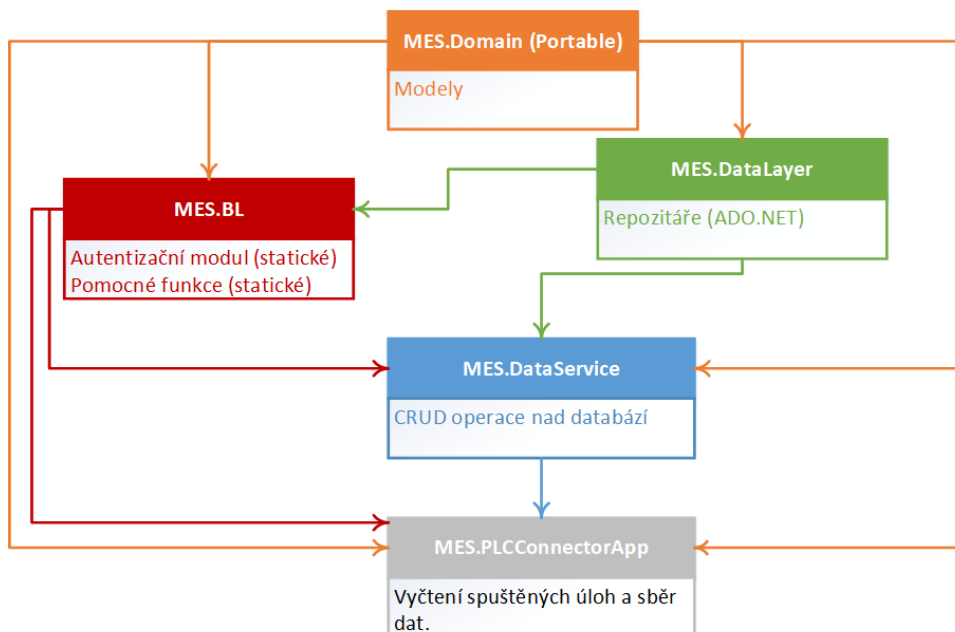 MES.Domain (Portable)
Modely
MES.DataLayer
Repozitáře (ADO.NET)
MES.BL
Autentizační modul (statické)
Pomocné funkce (statické)
MES.DataService
CRUD operace nad databází
MES.PLCConnectorApp
Vyčtení spuštěných úloh a sběr
dat.